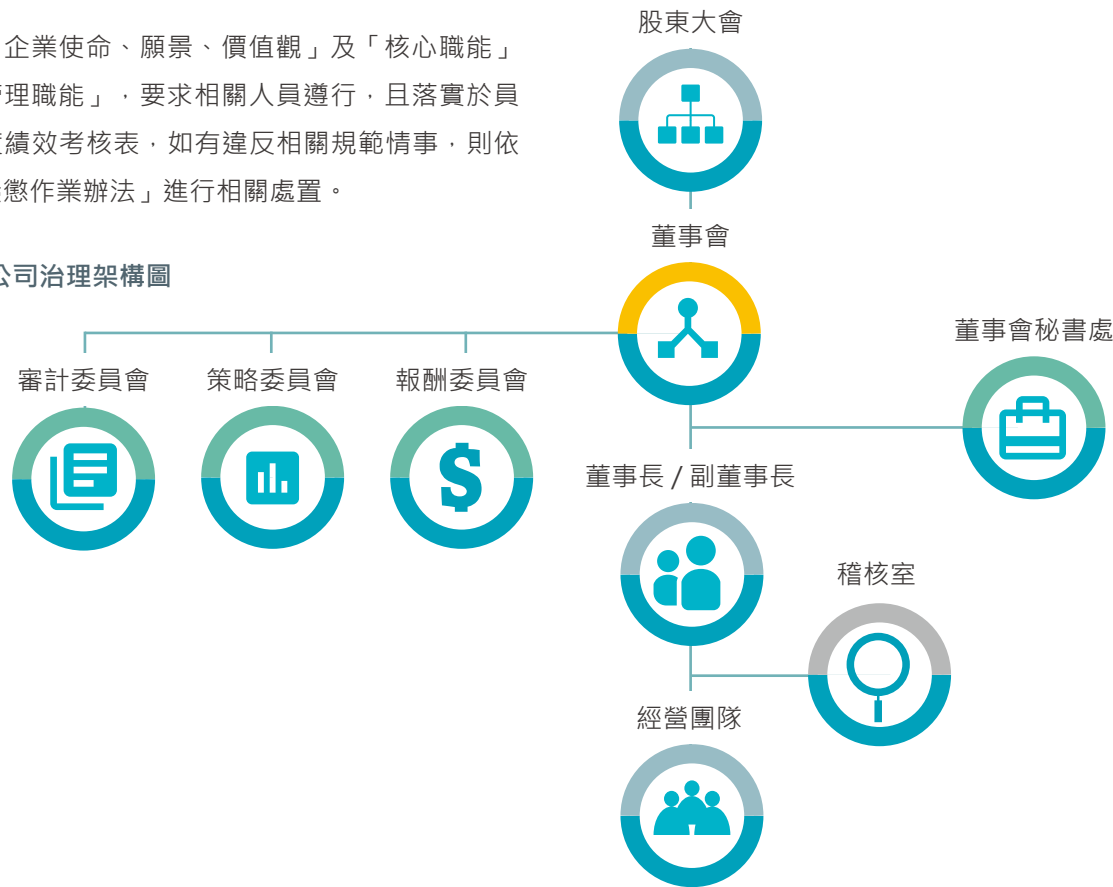 企業使命、願景、價值觀」及「核心職能」
管理職能」，要求相關人員遵行，且落實於員
績效考核表，如有違反相關規範情事，則依
懲作業辦法」進行相關處置。
公司治理架構圖
股東大會
董事會
審計委員會
策略委員會
報酬委員會
董事會秘書處
董事長 / 副董事長
稽核室
經營團隊